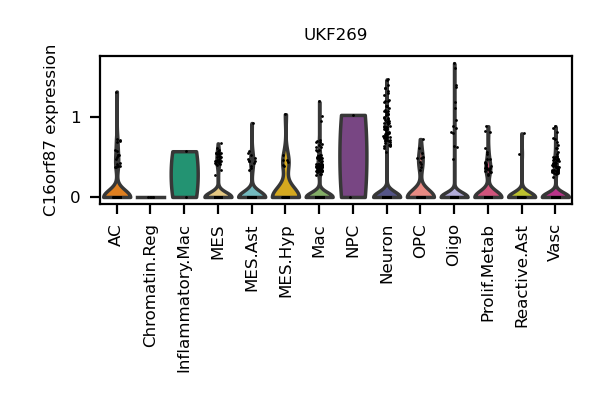 UKF269
C16orf87 expression
1
0
AC
Chromatin.Reg
Inflammatory.Mac
MES
MES.Ast
MES.Hyp
Mac
NPC
Neuron
OPC
Oligo
Prolif.Metab
Reactive.Ast
Vasc